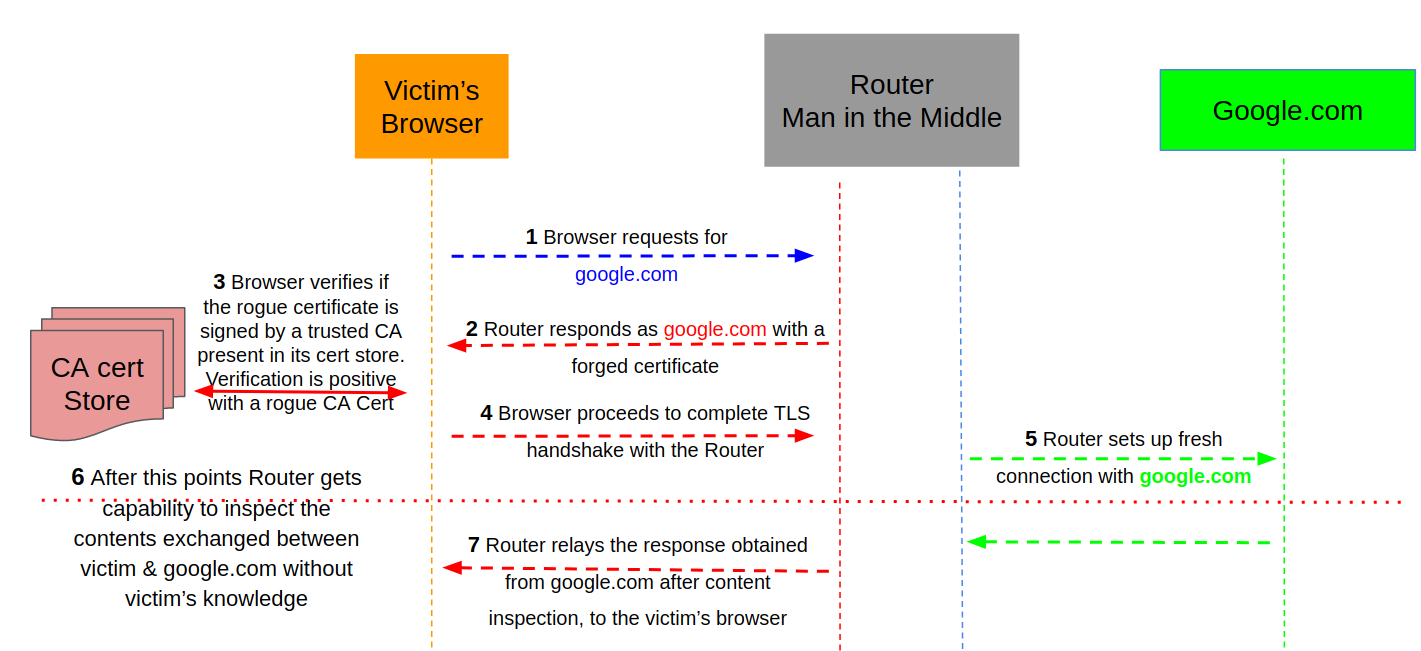 Victim’s
Browser
Router
Man in the Middle
Google.com
1 Browser requests for
google.com
2 Router responds as google.com with a
forged certificate
3 Browser verifies if
the rogue certificate is
signed by a trusted CA
present in its cert store.
Verification is positive
with a rogue CA Cert
CA cert
Store
4 Browser proceeds to complete TLS
handshake with the Router
5 Router sets up fresh
connection with google.com
6 After this points Router gets
capability to inspect the
contents exchanged between
victim & google.com without
victim’s knowledge
7 Router relays the response obtained
from google.com after content
inspection, to the victim’s browser